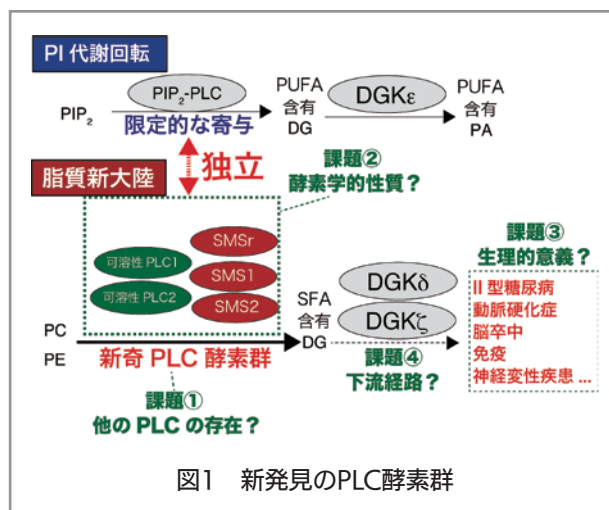 PI 代謝回転
PIP2
PIP2-PLC
限定的な寄与
PUFA
含有
DG
DGKε
PUFA
含有
PA
独立
脂質新大陸
課題②
酵素学的性質?
可溶性 PLC1
可溶性 PLC2
SMSr
SMS1
SMS2
PC
PE
新奇 PLC 酵素群
SFA
含有
DG
DGKδ
DGKζ
課題③
生理的意義?
II 型糖尿病
動脈硬化症
脳卒中
免疫
神経変性疾患 ...
課題④
下流経路?
課題①
他の PLC の存在?
図1 新発見のPLC酵素群